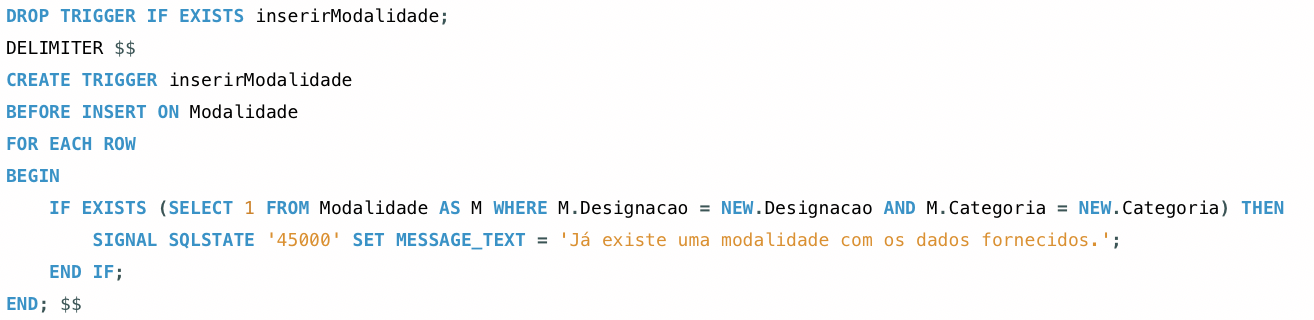 DROP TRIGGER IF EXISTS inserirModalidade;
DELIMITER $$
CREATE TRIGGER inserirModalidade
BEFORE INSERT ON Modalidade
FOR EACH ROW
BEGIN
    IF EXISTS (SELECT 1 FROM Modalidade AS M WHERE M.Designacao = NEW.Designacao AND M.Categoria = NEW.Categoria) THEN
        SIGNAL SQLSTATE '45000' SET MESSAGE_TEXT = 'Já existe uma modalidade com os dados fornecidos.';
    END IF;
END; $$